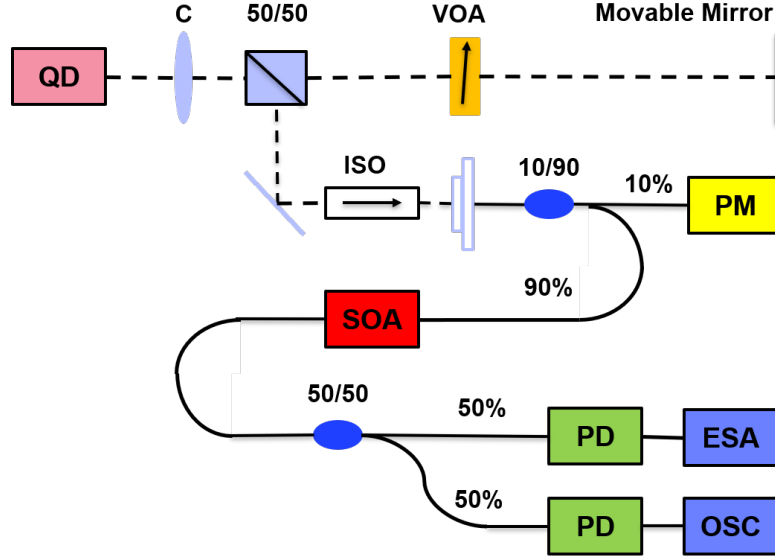 C
50/50
VOA
Movable Mirror
QD
ISO
10/90
10%
PM
90%
SOA
50/50
50%
PD
ESA
50%
PD
OSC